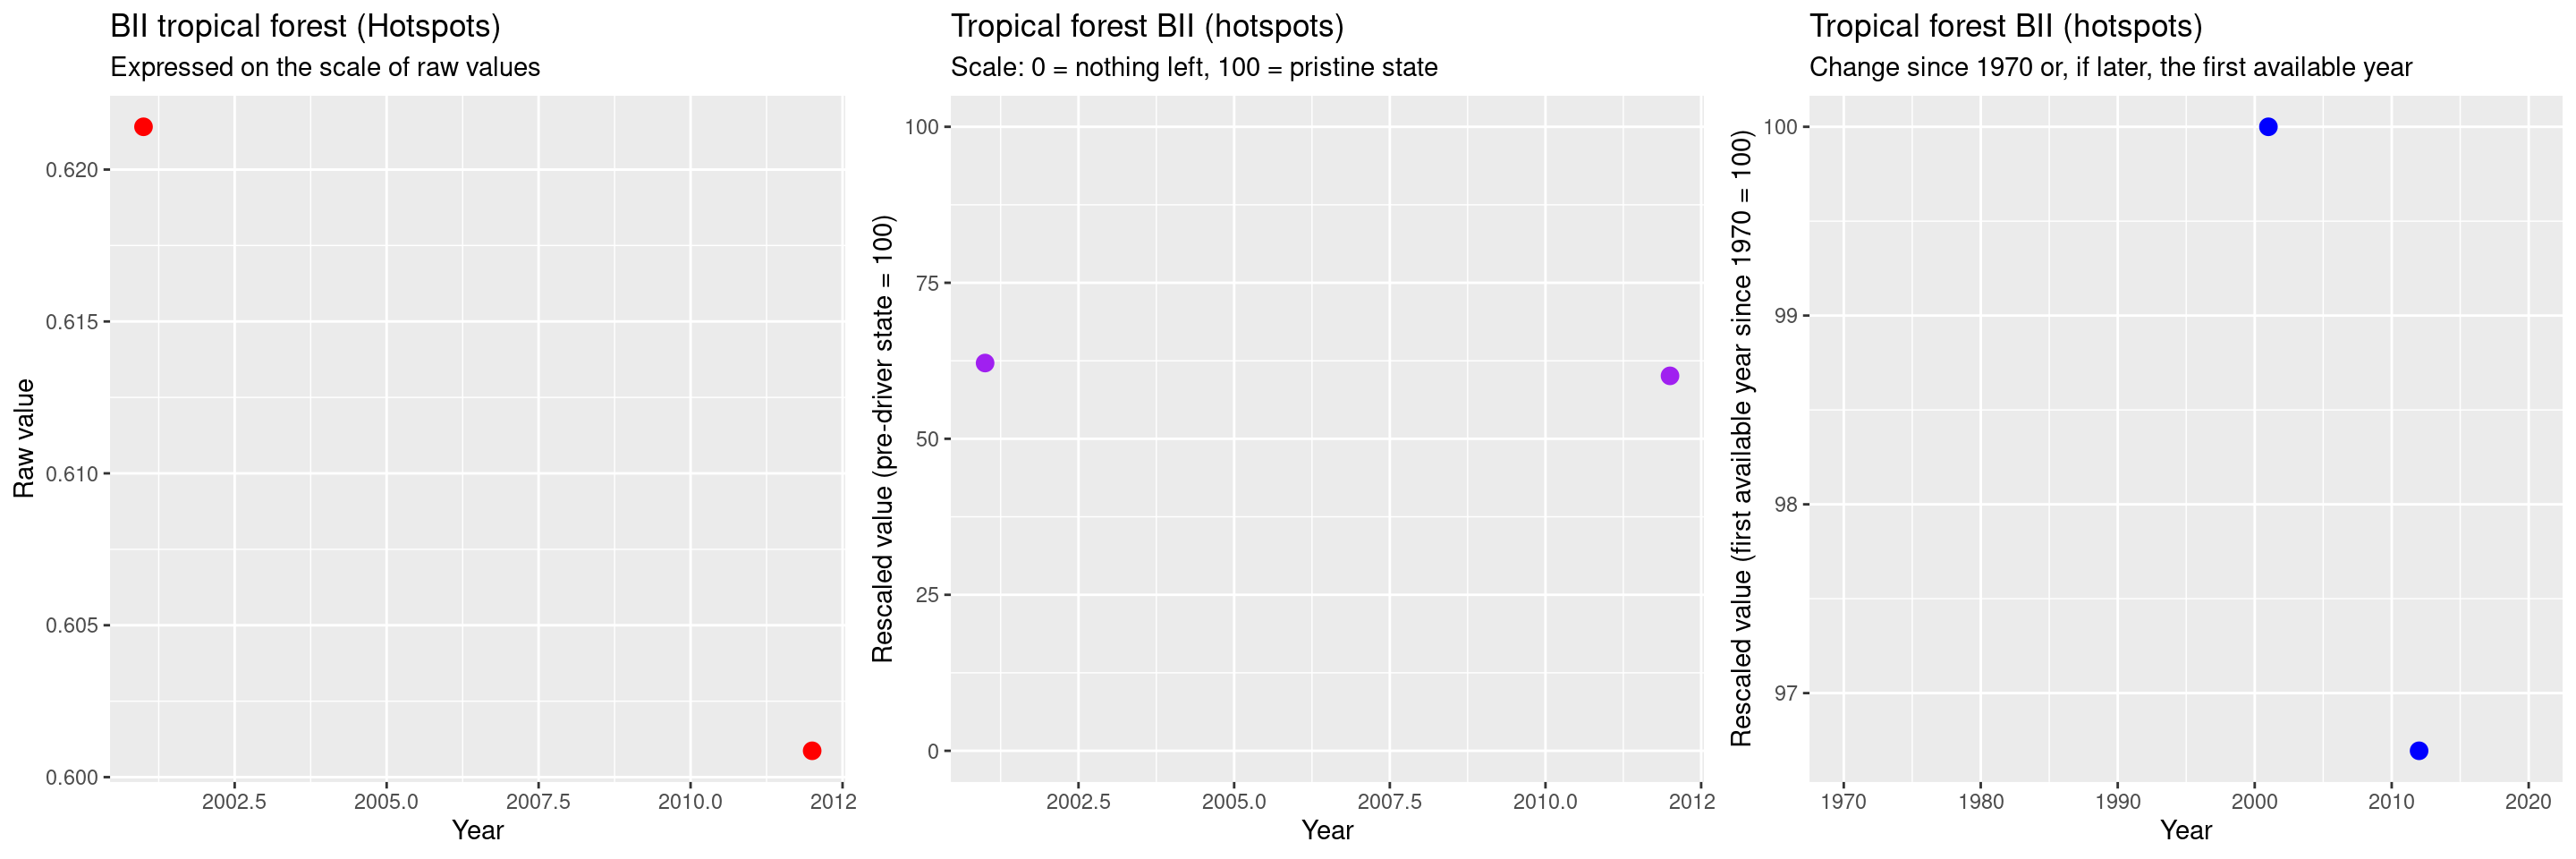 BII tropical forest (Hotspots)
Expressed on the scale of raw values
Raw value
0.620
0.615
0.610
0.605
0.600
2002.5
2005.0
2007.5
2010.0
2012
Year
Tropical forest BII (hotspots)
Scale: 0 = nothing left, 100 = pristine state
Rescaled value (pre-driver state = 100)
100
75
50
25
0
2002.5
2005.0
2007.5
2010.0
2012
Year
Tropical forest BII (hotspots)
Change since 1970 or, if later, the first available year
Rescaled value (first available year since 1970 = 100)
100
99
98
97
1970
1980
1990
2000
2010
2020
Year